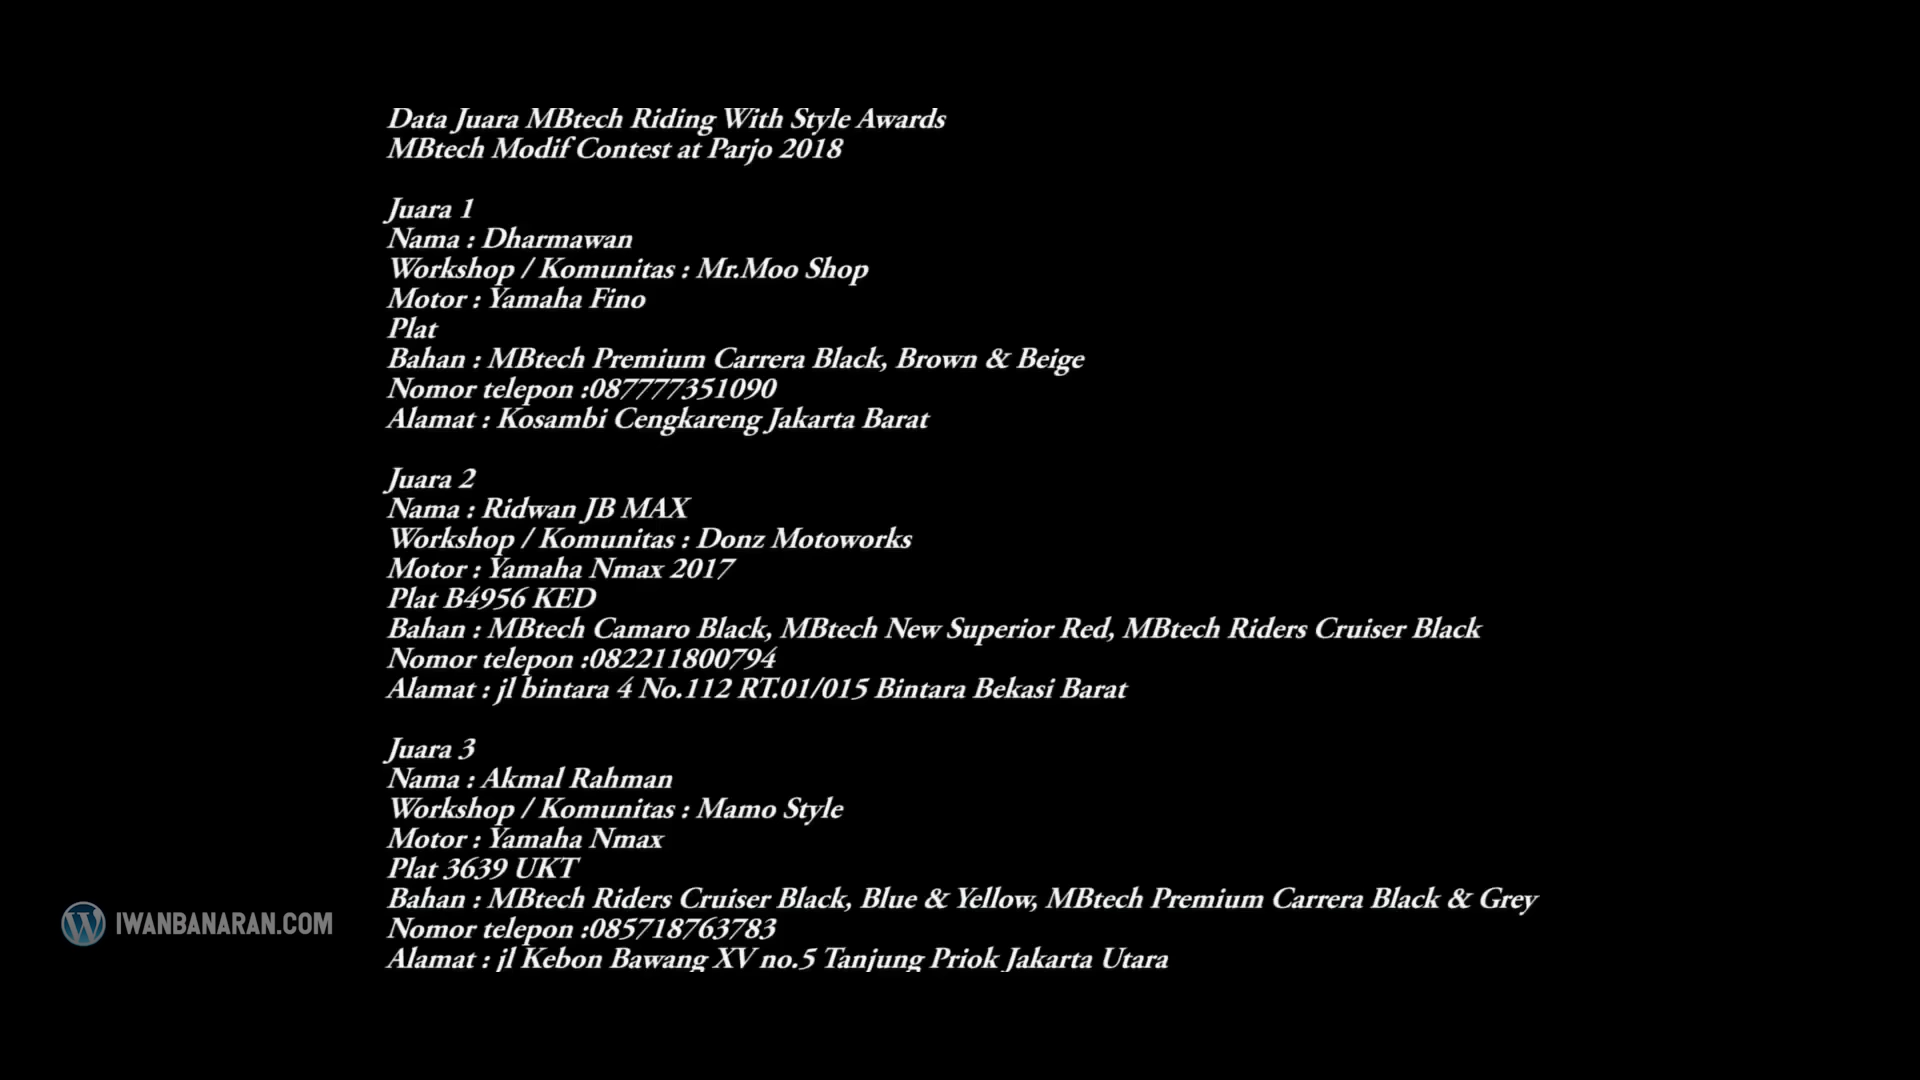 Data Juara MBtech Riding With Style Awards
MBtech Modif Contest at Parjo 2018
Juara 1
Nama : Dharmawan
Workshop / Komunitas : Mr.Moo Shop
Motor : Yamaha Fino
Plat
Bahan : MBtech Premium Carrera Black, Brown & Beige
Nomor telepon :087777351090
Alamat : Kosambi Cengkareng Jakarta Barat
Juara 2
Nama : Ridwan JB MAX
Workshop / Komunitas : Donz Motoworks
Motor : Yamaha Nmax 2017
Plat B4956 KED
Bahan : MBtech Camaro Black, MBtech New Superior Red, MBtech Riders Cruiser Black
Nomor telepon :082211800794
Alamat : jl bintara 4 No.112 RT.01/015 Bintara Bekasi Barat
Juara 3
Nama : Akmal Rahman
Workshop / Komunitas : Mamo Style
Motor : Yamaha Nmax
Plat 3639 UKT
Bahan : MBtech Riders Cruiser Black, Blue & Yellow, MBtech Premium Carrera Black & Grey
Nomor telepon :085718763783
Alamat : jl Kebon Bawang XV no.5 Tanjung Priok Jakarta Utara
IWANBANARAN.COM